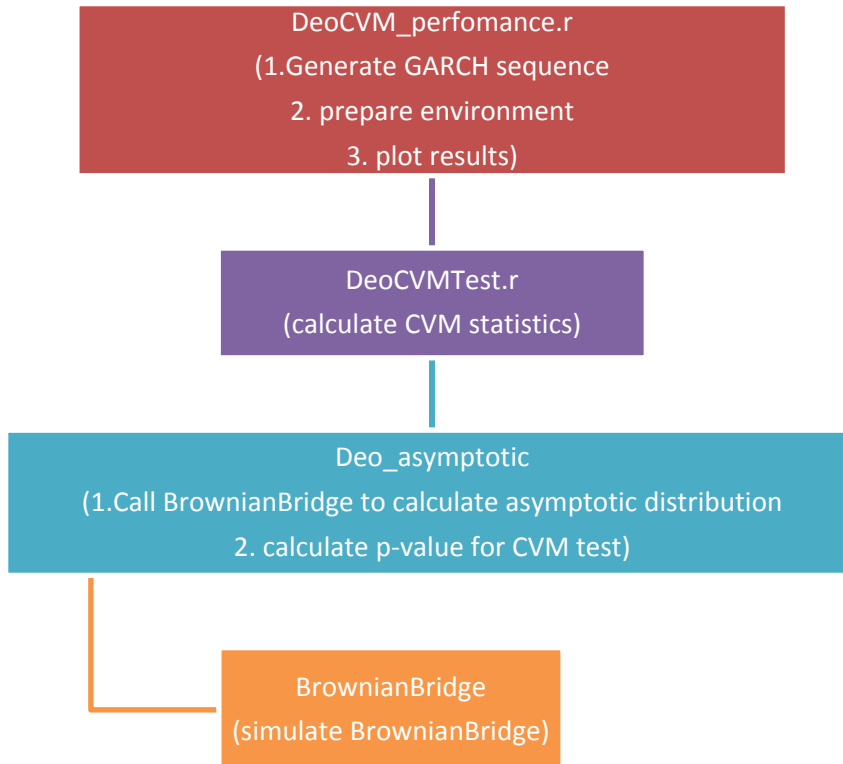 DeoCVM_perfomance.r
(1.Generate GARCH sequence
2. prepare environment
3. plot results)
DeoCVMTest.r
(calculate CVM statistics)
Deo_asymptotic
(1.Call BrownianBridge to calculate asymptotic distribution
2. calculate p-value for CVM test)
BrownianBridge
(simulate BrownianBridge)